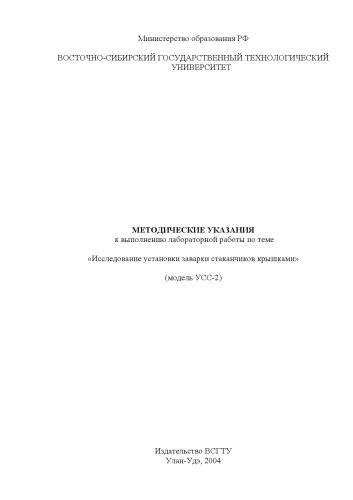 Министерство образования РФ
ВОСТОЧНО-СИБИРСКИЙ ГОСУДАРСТВЕННЫЙ ТЕХНОЛОГИЧЕСКИЙ
УНИВЕРСИТЕТ
МЕТОДИЧЕСКИЕ УКАЗАНИЯ
к выполнению лабораторной работы по теме
«Исследование установки заварки стаканчиков крышками»
(модель УСС-2)
Издательство ВСГТУ
Улан-Удэ, 2004